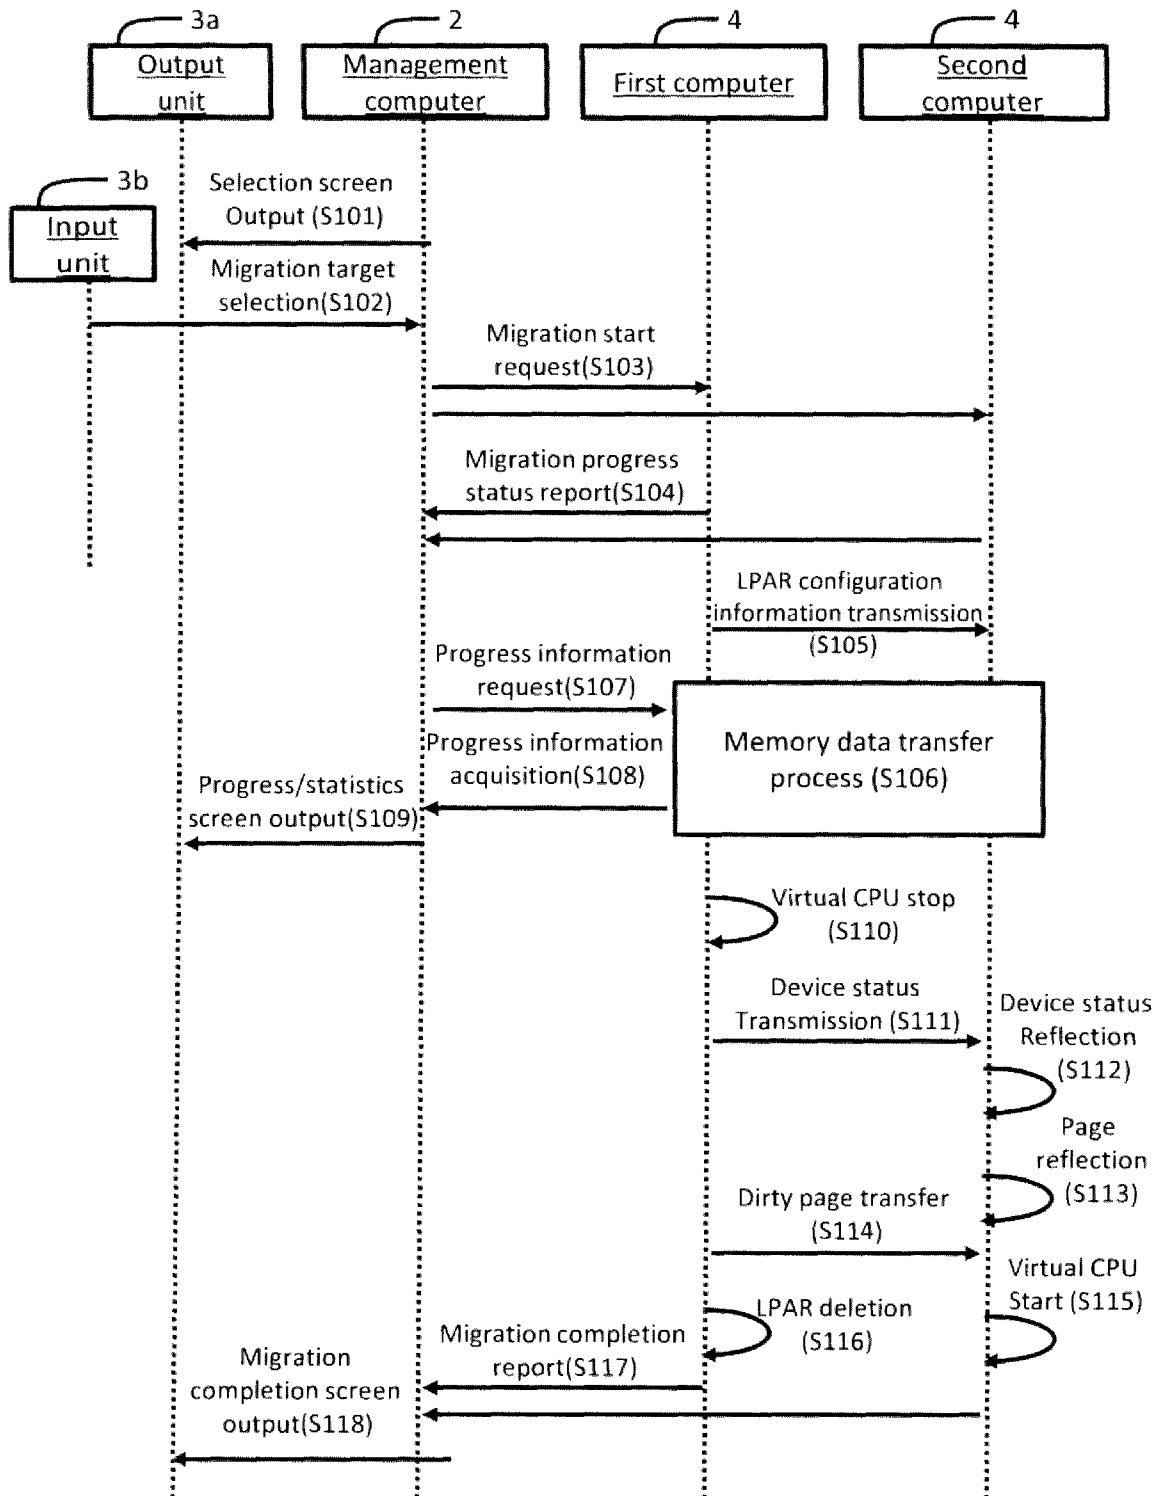 3a
2
4
4
Output
unit
Management
computer
First computer
Second
computer
3b
Input
unit
Selection screen
Output (S101)
Migration target
selection(S102)
Migration start
request(S103)
Migration progress
status report(S104)
LPAR configuration
information transmission
(S105)
Progress information
request(S107)
Memory data transfer
process (S106)
Progress information
acquisition(S108)
Progress/statistics
screen output(S109)
Virtual CPU stop
(S110)
Device status
Transmission (S111)
Device status
Reflection
(S112)
Page
reflection
(S113)
Dirty page transfer
(S114)
Virtual CPU
Start (S115)
LPAR deletion
(S116)
Migration completion
report(S117)
Migration
completion screen
output(S118)